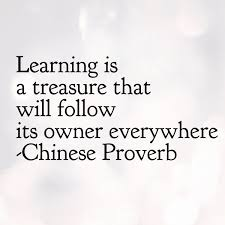 Learning is
a treasure that
will follow
its owner everywhere
-Chinese Proverb